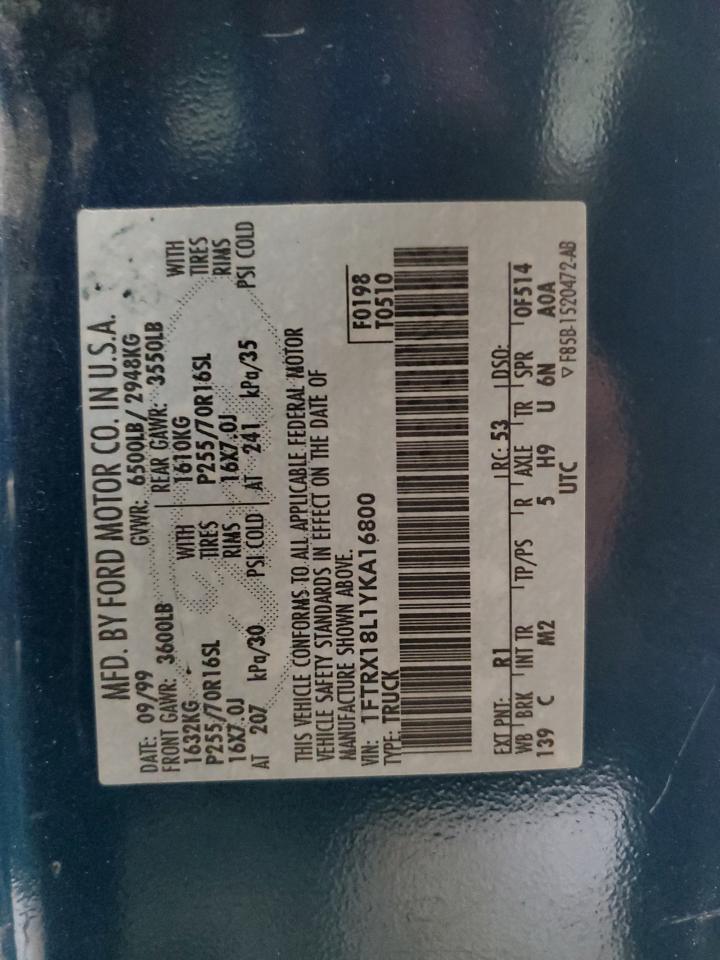 MFD. BY FORD MOTOR CO. IN U.S.A.
DATE: 09/99 GVWR: 6500LB/ 2948KG
FRONT GAWR: 3600LB REAR GAWR: 3550LB
1632KG WITH 1610KG WITH
P255/70R16SL TIRES P255/70R16SL TIRES
16X7.0J RIMS 16X7.0J RIMS
AT 207 kPa/30 PSI COLD AT 241 kPa/35 PSI COLD
THIS VEHICLE CONFORMS TO ALL APPLICABLE FEDERAL MOTOR
VEHICLE SAFETY STANDARDS IN EFFECT ON THE DATE OF
MANUFACTURE SHOWN ABOVE.
VIN: 1FTRX18L1YKA16800 F0198
TYPE: TRUCK T0510
EXT PNT: R1 RC: 53 DSO:
WB BRK INT TR TP/PS R AXLE TR SPR 0F514
139 C M2 5 H9 U 6N A0A
UTC ▽ F85B-1520472-AB